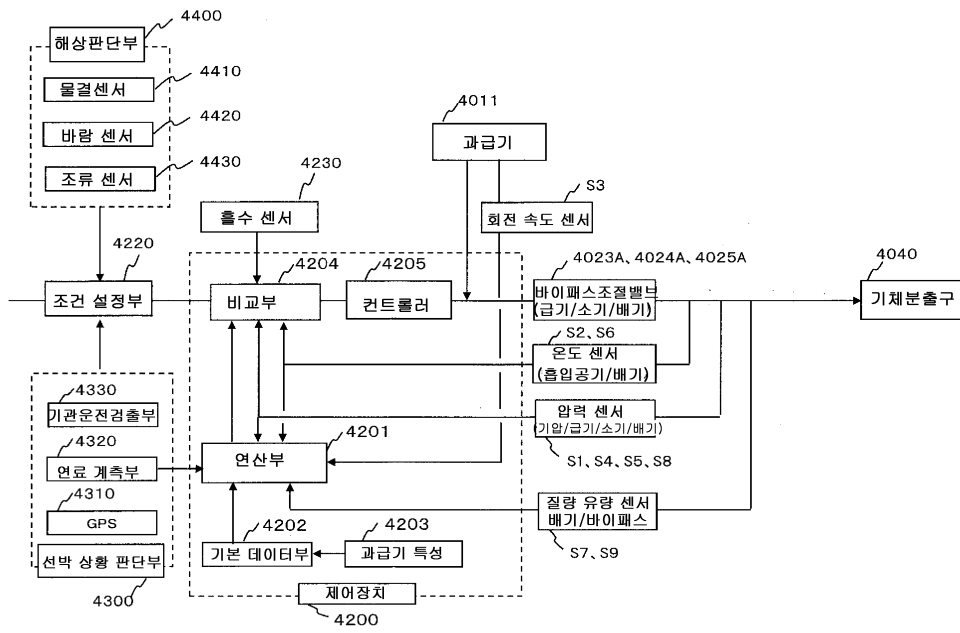 4400
해상판단부
4410
물결센서
4420
바람 센서
4430
조류 센서
4011
과급기
4230
흘수 센서
S3
회전 속도 센서
4220
조건 설정부
4204
비교부
4205
컨트롤러
4023A、4024A、4025A
바이패스조절밸브
(급기/소기/배기)
4040
기체분출구
S2、S6
온도 센서
(흡입공기/배기)
4330
기관운전검출부
4320
연료 계측부
4310
GPS
선박 상황 판단부
4300
4201
연산부
압력 센서
(기압/급기/소기/배기)
S1、S4、S5、S8
질량 유량 센서
배기/바이패스
S7、S9
4202
기본 데이터부
4203
과급기 특성
제어장치
4200